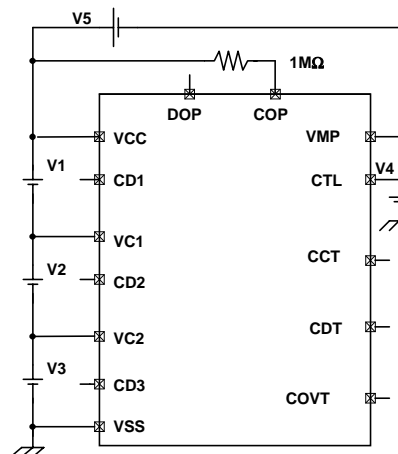 V5
1MΩ
DOP
COP
VCC
VMP
V1
CD1
CTL
V4
VC1
V2
CCT
CD2
VC2
CDT
V3
CD3
COVT
VSS